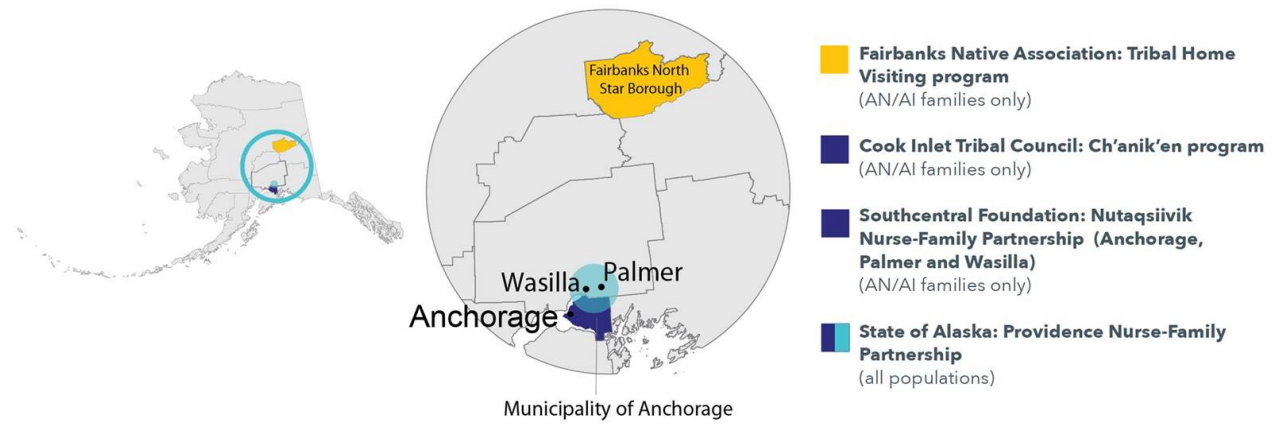 Fairbanks North
Star Borough
Wasilla
Palmer
Anchorage
Municipality of Anchorage
Fairbanks Native Association: Tribal Home
Visiting program
(AN/AI families only)
Cook Inlet Tribal Council: Ch’anik’en program
(AN/AI families only)
Southcentral Foundation: Nutaqsiivik
Nurse-Family Partnership (Anchorage,
Palmer and Wasilla)
(AN/AI families only)
State of Alaska: Providence Nurse-Family
Partnership
(all populations)